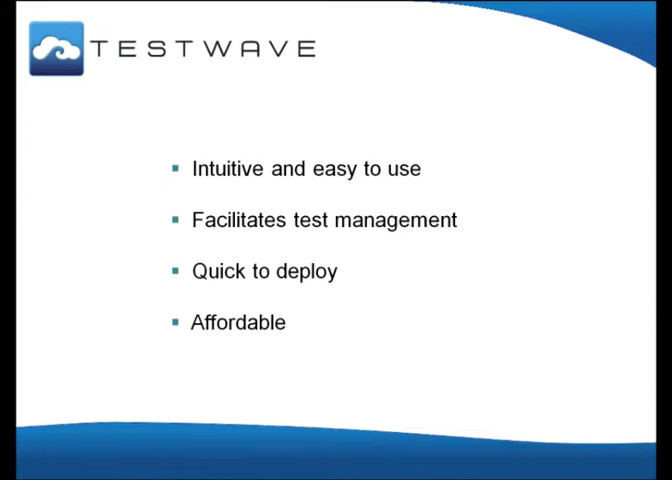 TESTWAVE
Intuitive and easy to use
Facilitates test management
Quick to deploy
Affordable